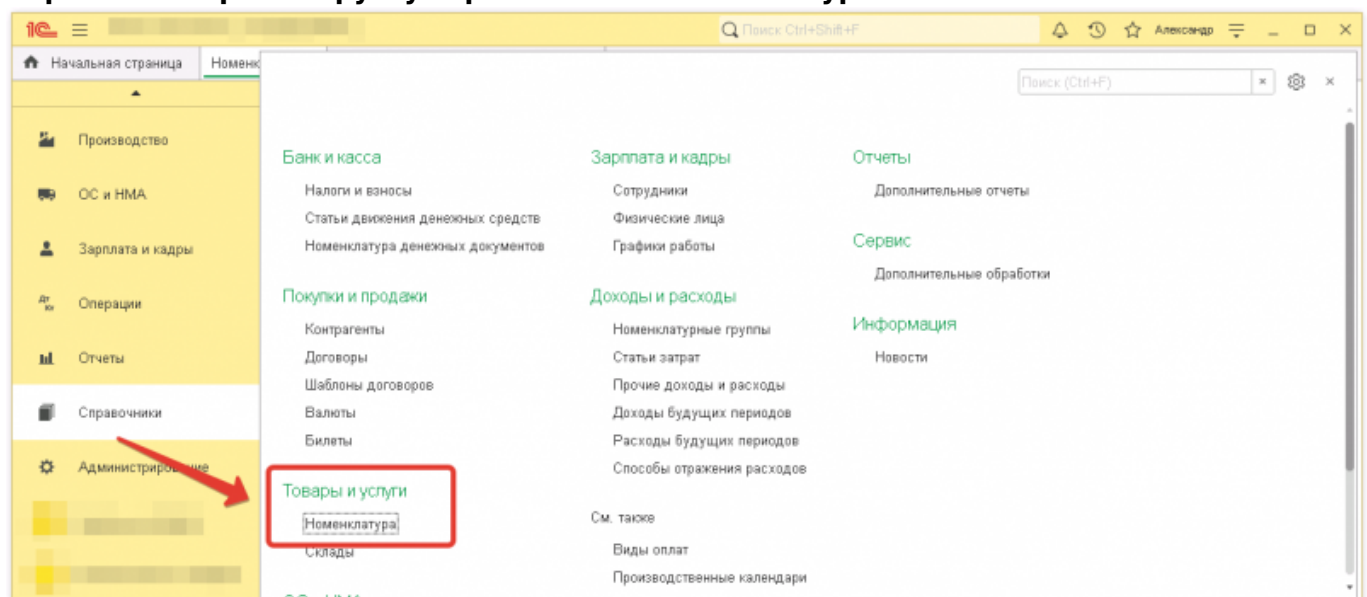 1С Поиск Ctrl+Shift+F Александр
Начальная страница Номенк
Поиск (Ctrl+F)
Производство
ОС и НМА
Зарплата и кадры
Операции
Отчеты
Справочники
Администрирование
Банк и касса
Налоги и взносы
Статьи движения денежных средств
Номенклатура денежных документов
Покупки и продажи
Контрагенты
Договоры
Шаблоны договоров
Валюты
Билеты
Товары и услуги
Номенклатура
Склады
Зарплата и кадры
Сотрудники
Физические лица
Графики работы
Доходы и расходы
Номенклатурные группы
Статьи затрат
Прочие доходы и расходы
Доходы будущих периодов
Расходы будущих периодов
Способы отражения расходов
См. также
Виды оплат
Производственные календари
Отчеты
Дополнительные отчеты
Сервис
Дополнительные обработки
Информация
Новости